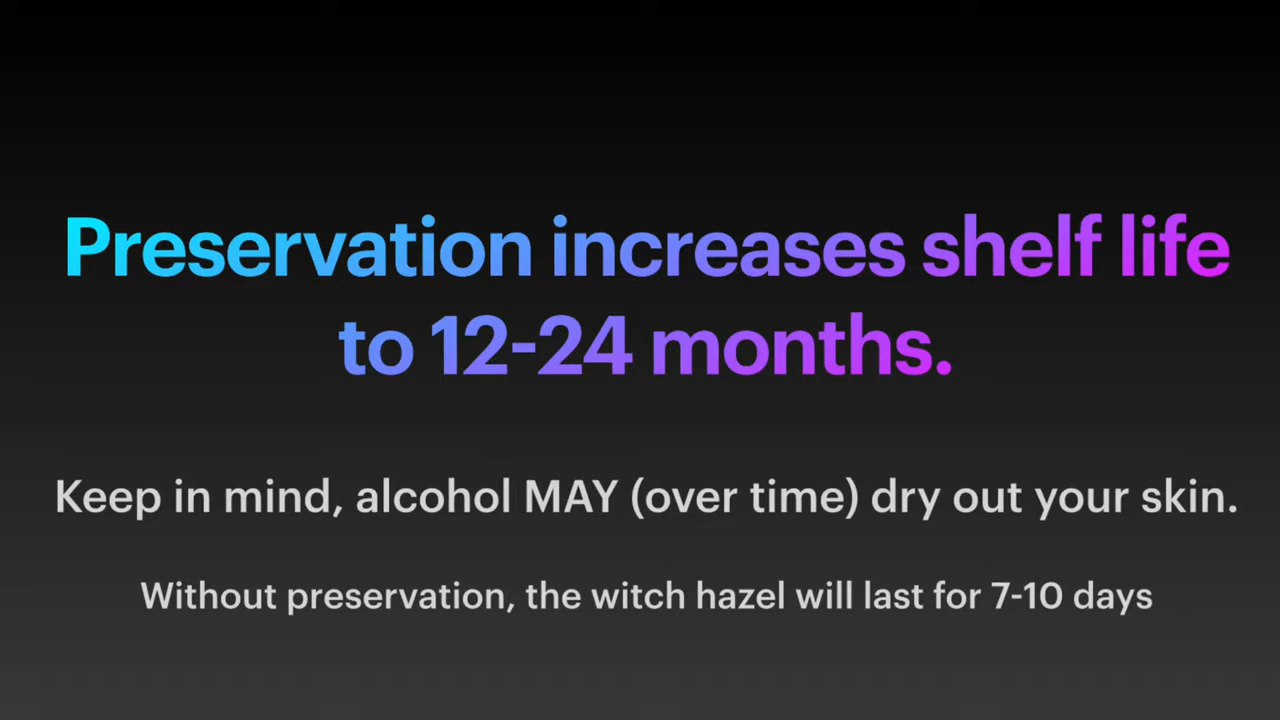 Preservation increases shelf life
to 12-24 months.
Keep in mind, alcohol MAY (over time) dry out your skin.
Without preservation, the witch hazel will last for 7-10 days